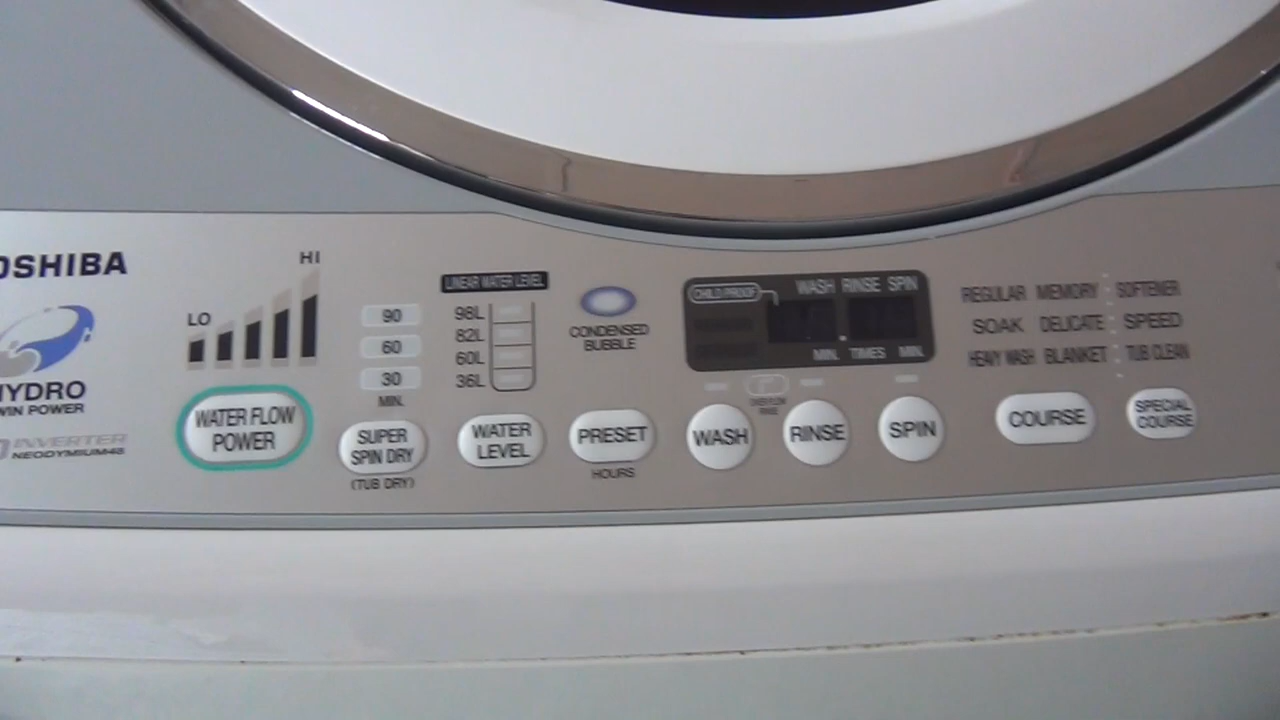 OSHIBA
HYDRO
WIN POWER
INVERTER
NEODYMIUM48
LO HI
WATER FLOW
POWER
90
60
30
MIN.
SUPER
SPIN DRY
(TUB DRY)
LINEAR WATER LEVEL
98L
82L
60L
36L
WATER
LEVEL
CONDENSED
BUBBLE
PRESET
HOURS
CHILD PROOF
WASH RINSE SPIN
MIN. TIMES MIN.
WASH
RINSE
SPIN
REGULAR MEMORY SOFTENER
SOAK DELICATE SPEED
HEAVY WASH BLANKET TUB CLEAN
COURSE
SPECIAL
COURSE